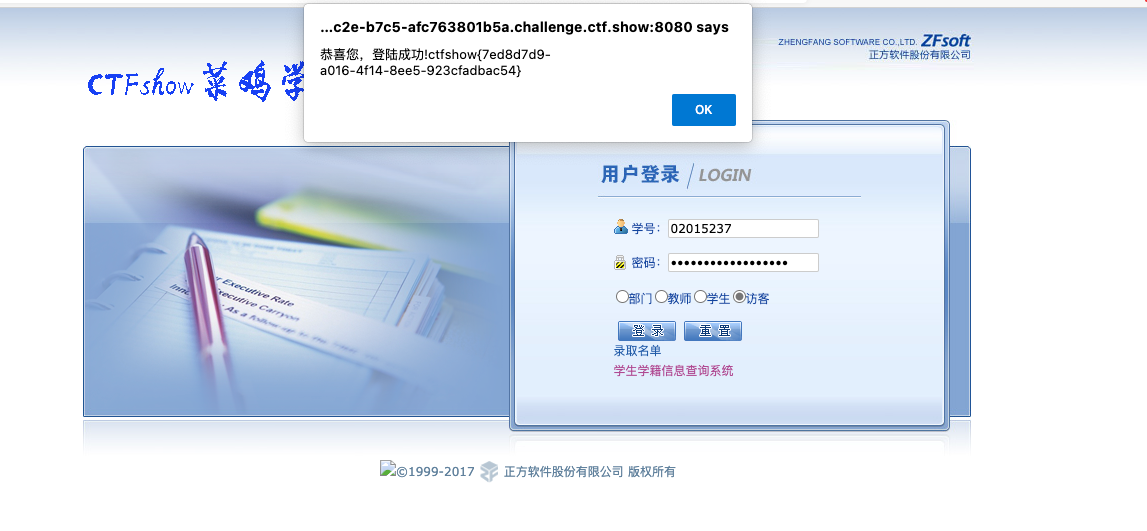 ...c2e-b7c5-afc763801b5a.challenge.ctf.show:8080 says
恭喜您，登陆成功!ctfshow{7ed8d7d9-
a016-4f14-8ee5-923cfadbac54}
OK
ZHENGFANG SOFTWARE CO.,LTD. ZFsoft
正方软件股份有限公司
CTFshow 菜鸡学
用户登录 / LOGIN
学号： 02015237
密码： ••••••••••••••••••
部门 教师 学生 访客
登 录 重 置
录取名单
学生学籍信息查询系统
Executive Rate
Executive Carryon
As a follow-up to
©1999-2017 正方软件股份有限公司 版权所有